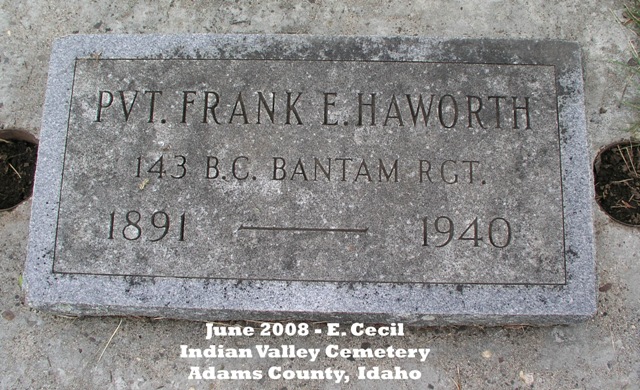 PVT. FRANK E. HAWORTH
143 B.C. BANTAM RGT.
1891 — 1940
June 2008 - E. Cecil
Indian Valley Cemetery
Adams County, Idaho